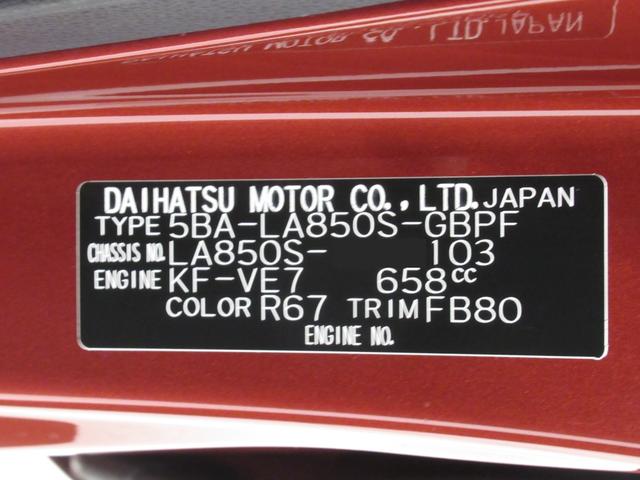 DAIHATSU MOTOR CO., LTD. JAPAN
TYPE 5BA-LA850S-GBPF
CHASSIS NO. LA850S- 103
ENGINE KF-VE7 658cc
COLOR R67 TRIM FB80
ENGINE NO.